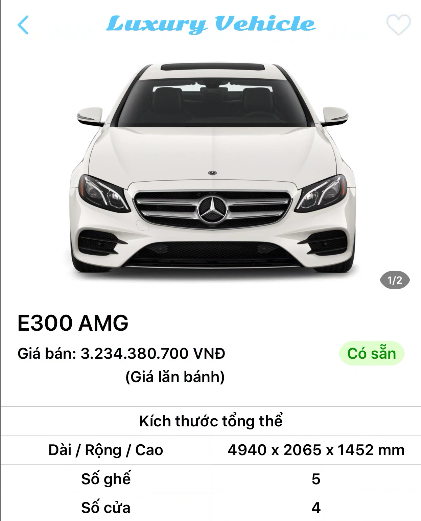 Luxury Vehicle
1/2
E300 AMG
Giá bán: 3.234.380.700 VNĐ
Có sẵn
(Giá lăn bánh)
Kích thước tổng thể
Dài / Rộng / Cao 4940 x 2065 x 1452 mm
Số ghế 5
Số cửa 4